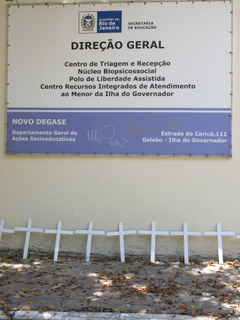 GOVERNO DO
Rio de Janeiro
SECRETARIA
DE EDUCAÇÃO
DIREÇÃO GERAL
Centro de Triagem e Recepção
Núcleo Biopsicossocial
Polo de Liberdade Assistida
Centro Recursos Integrados de Atendimento
ao Menor da Ilha do Governador
NOVO DEGASE
Departamento Geral de
Ações Socioeducativas
Estrada do Caricó,111
Galeão - Ilha do Governador